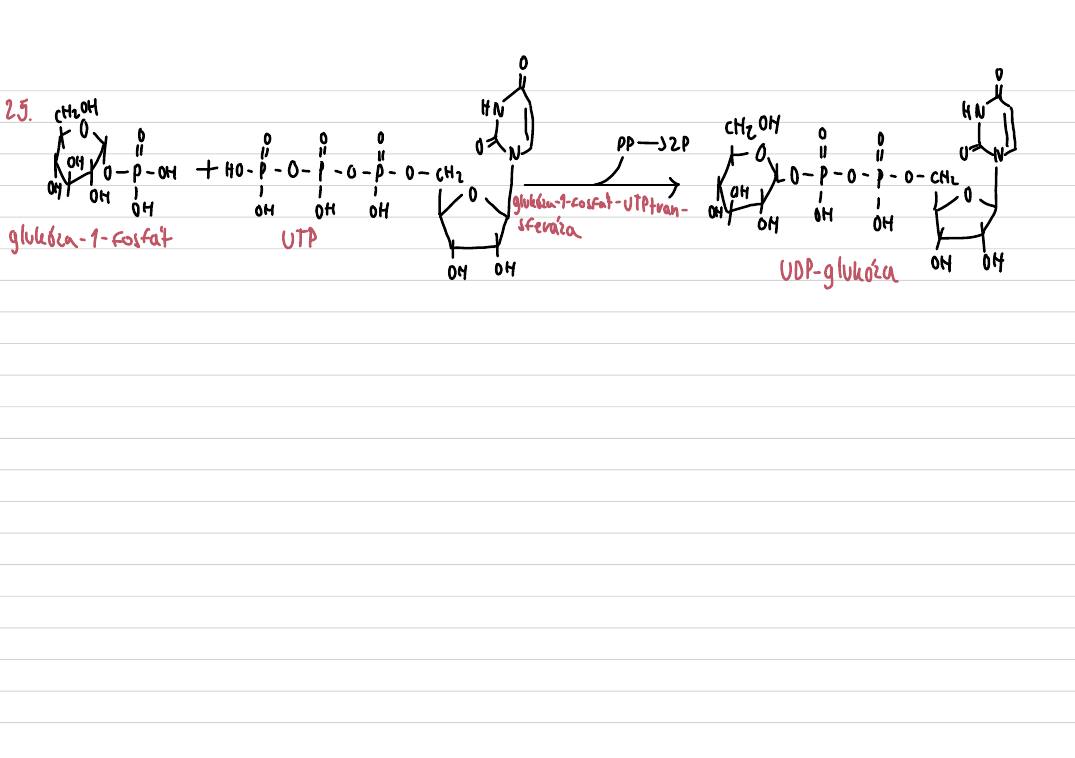 25.
CH2OH O OH OH OH O-P-OH O OH
+
HO-P-O-P-O-P-O-CH2 O O O OH OH OH
O HN O N
O OH OH
PP→2P
glukóza-1-fosfát-UTPtran-
sferáza
CH2OH O OH OH OH
O-P-O-P-O-CH2 O O OH OH
O HN O N
O OH OH
glukóza-1-fosfát
UTP
UDP-glukóza